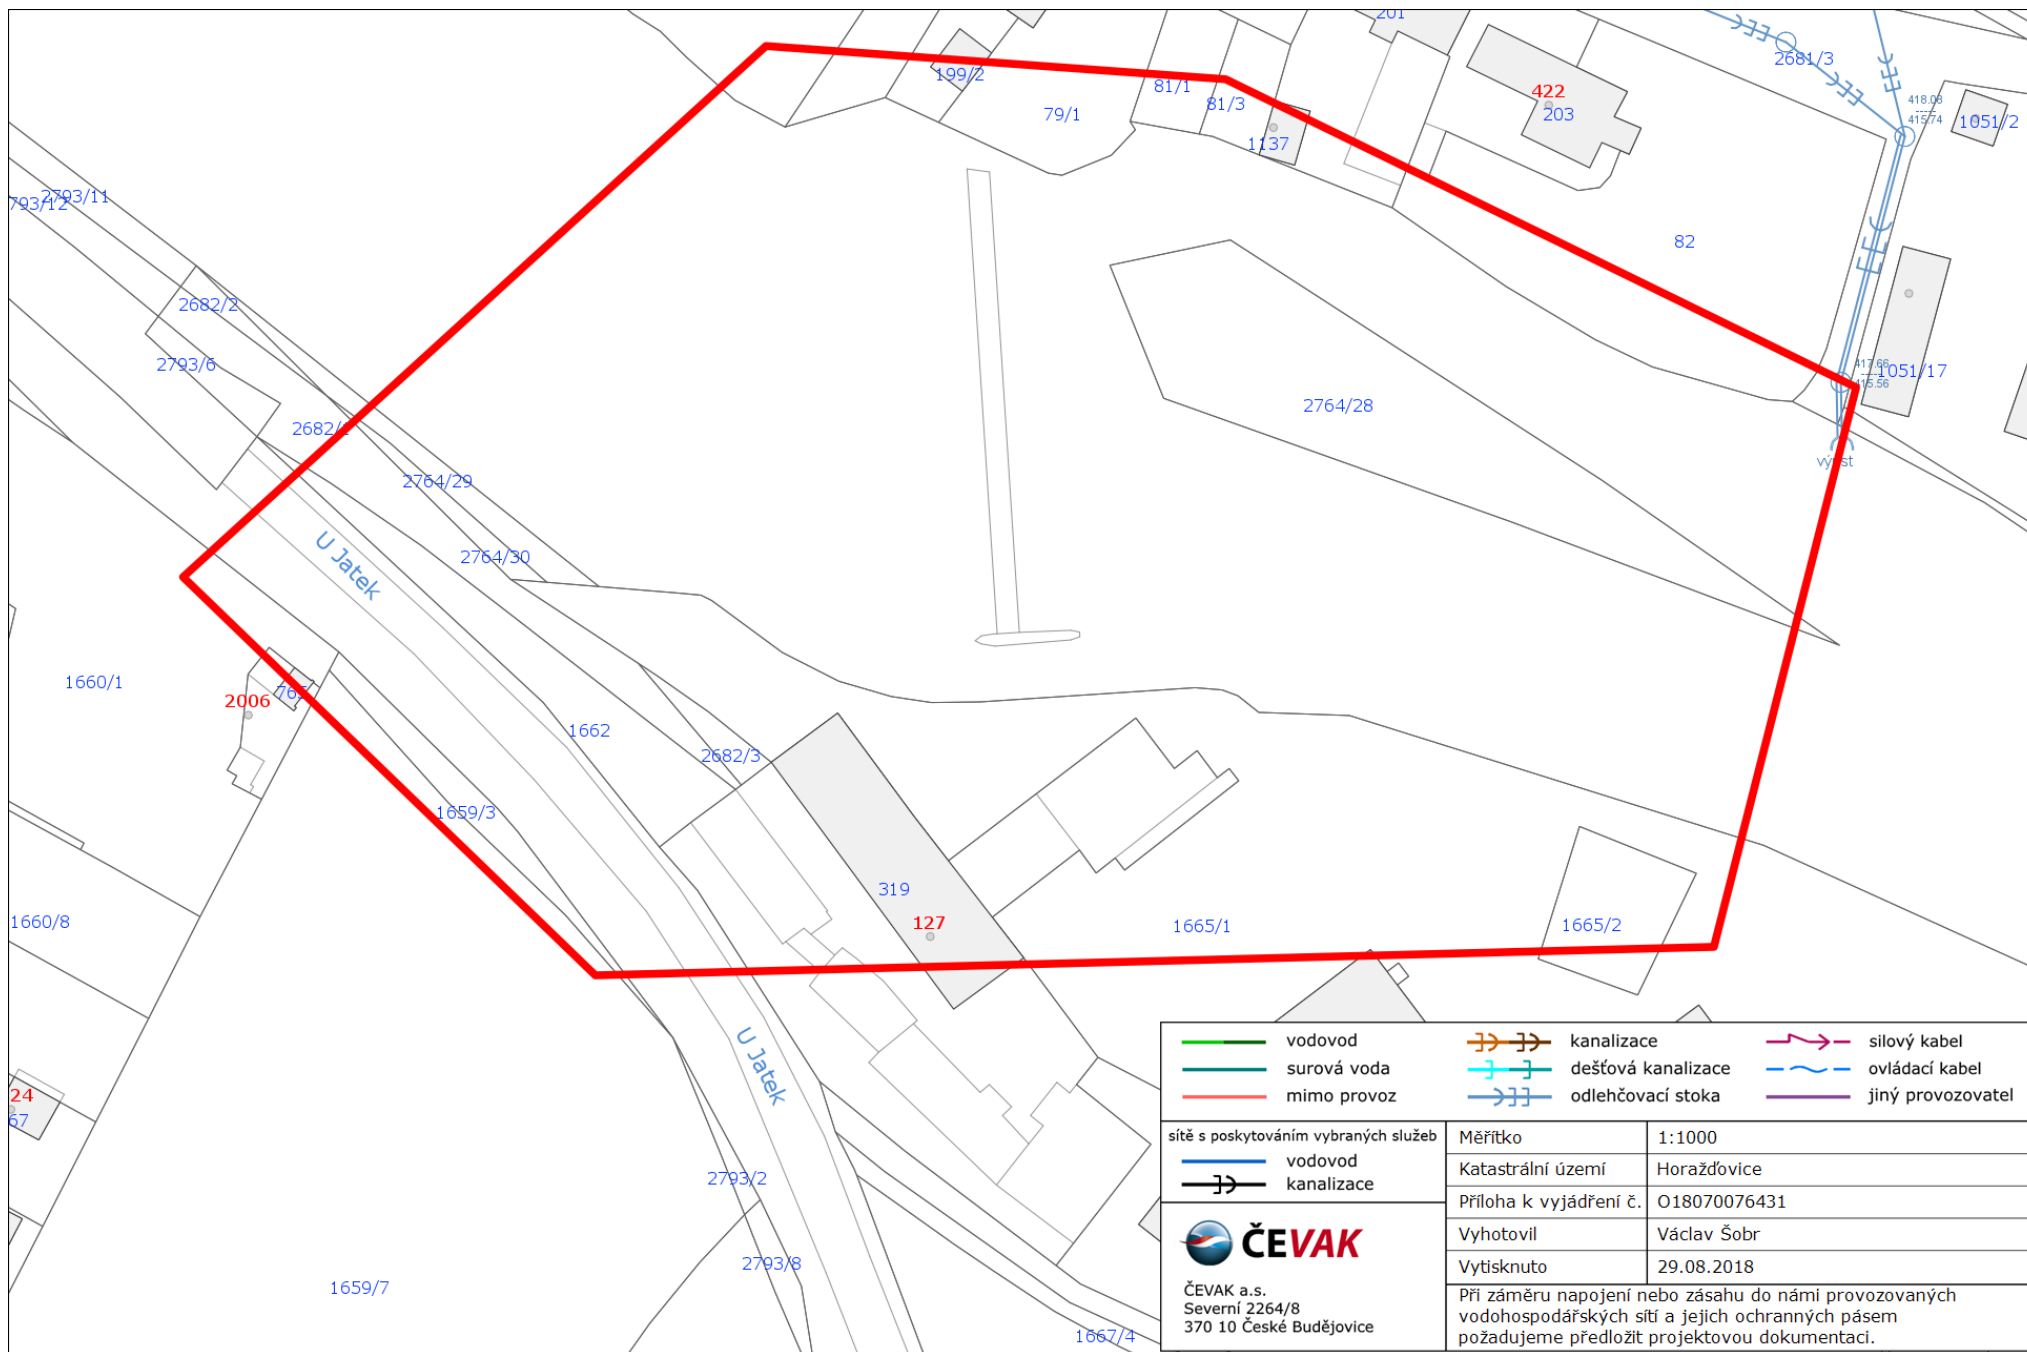 201
2681/3
199/2
81/1
81/3
422
203
79/1
1137
418.08
-----
415.74
1051/2
2793/11
793/12
82
2682/2
2793/6
417.66
415.56
1051/17
2764/28
2764/29
2764/30
U Jatek
1660/1
2006
1662
2682/3
1659/3
319
127
1665/1
1665/2
1660/8
U Jatek
24
67
2793/2
2793/8
1659/7
1667/4
vodovod
surová voda
mimo provoz
kanalizace
dešťová kanalizace
odlehčovací stoka
silový kabel
ovládací kabel
jiný provozovatel
sítě s poskytováním vybraných služeb
vodovod
kanalizace
Měřítko 1:1000
Katastrální území Horažďovice
Příloha k vyjádření č. O18070076431
Vyhotovil Václav Šobr
Vytisknuto 29.08.2018
ČEVAK
ČEVAK a.s.
Severní 2264/8
370 10 České Budějovice
Při záměru napojení nebo zásahu do námi provozovaných
vodohospodářských sítí a jejich ochranných pásem
požadujeme předložit projektovou dokumentaci.